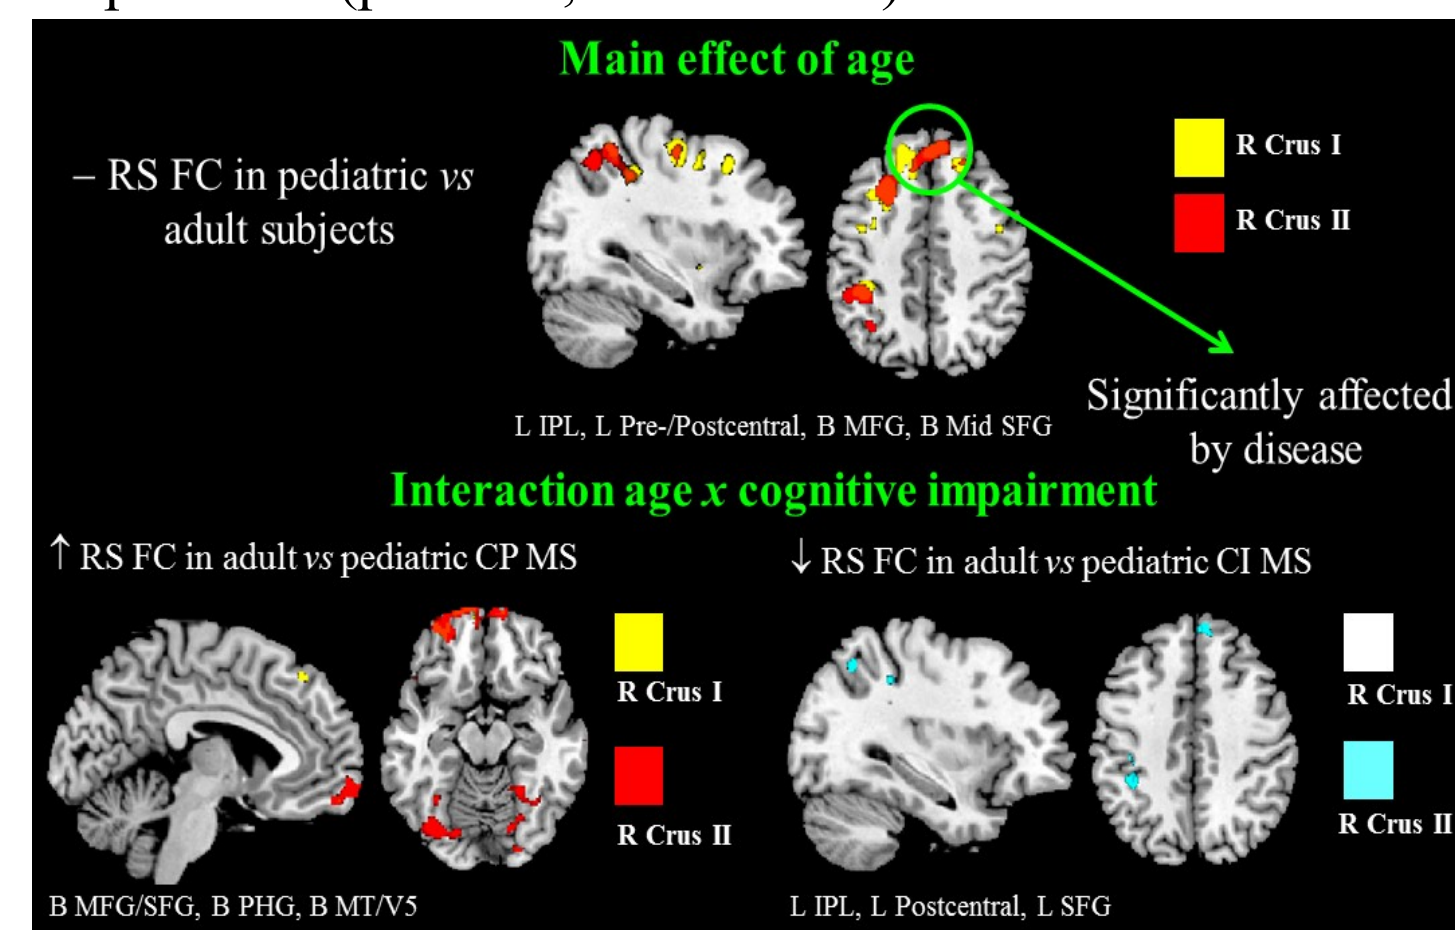 Main effect of age
– RS FC in pediatric vs
adult subjects
R Crus I
R Crus II
L IPL, L Pre-/Postcentral, B MFG, B Mid SFG
Significantly affected
by disease
Interaction age x cognitive impairment
↑ RS FC in adult vs pediatric CP MS
R Crus I
R Crus II
B MFG/SFG, B PHG, B MT/V5
↓ RS FC in adult vs pediatric CI MS
R Crus I
R Crus II
L IPL, L Postcentral, L SFG